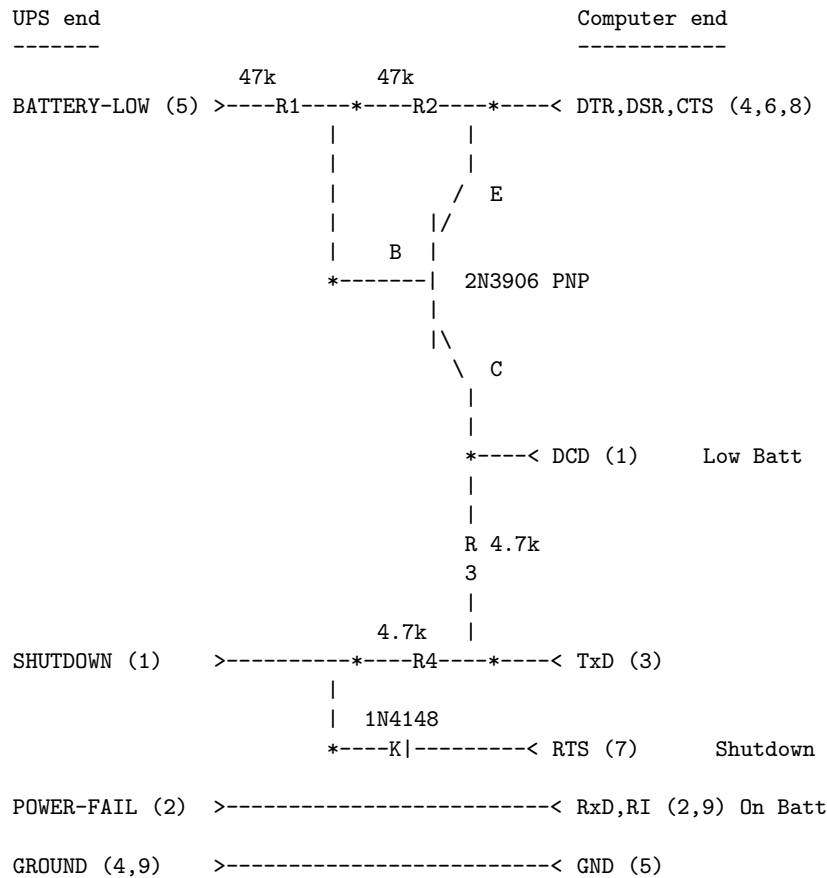 UPS end                                        Computer end
-------                                        ------------
                  47k        47k
BATTERY-LOW (5) >----R1----*----R2----*----< DTR,DSR,CTS (4,6,8)
                         |          |
                         |          |
                         |         /  E
                         |       |/
                         |    B  |
                         *-------|  2N3906 PNP
                                 |
                                 |\
                                   \  C
                                    |
                                    |
                                    *----< DCD (1)    Low Batt
                                    |
                                    |
                                    R 4.7k
                                    3
                                    |
                             4.7k   |
SHUTDOWN (1)    >----------*----R4----*----< TxD (3)
                         |
                         |  1N4148
                         *----K|---------< RTS (7)     Shutdown
POWER-FAIL (2)  >--------------------------< RxD,RI (2,9) On Batt
GROUND (4,9)    >--------------------------< GND (5)